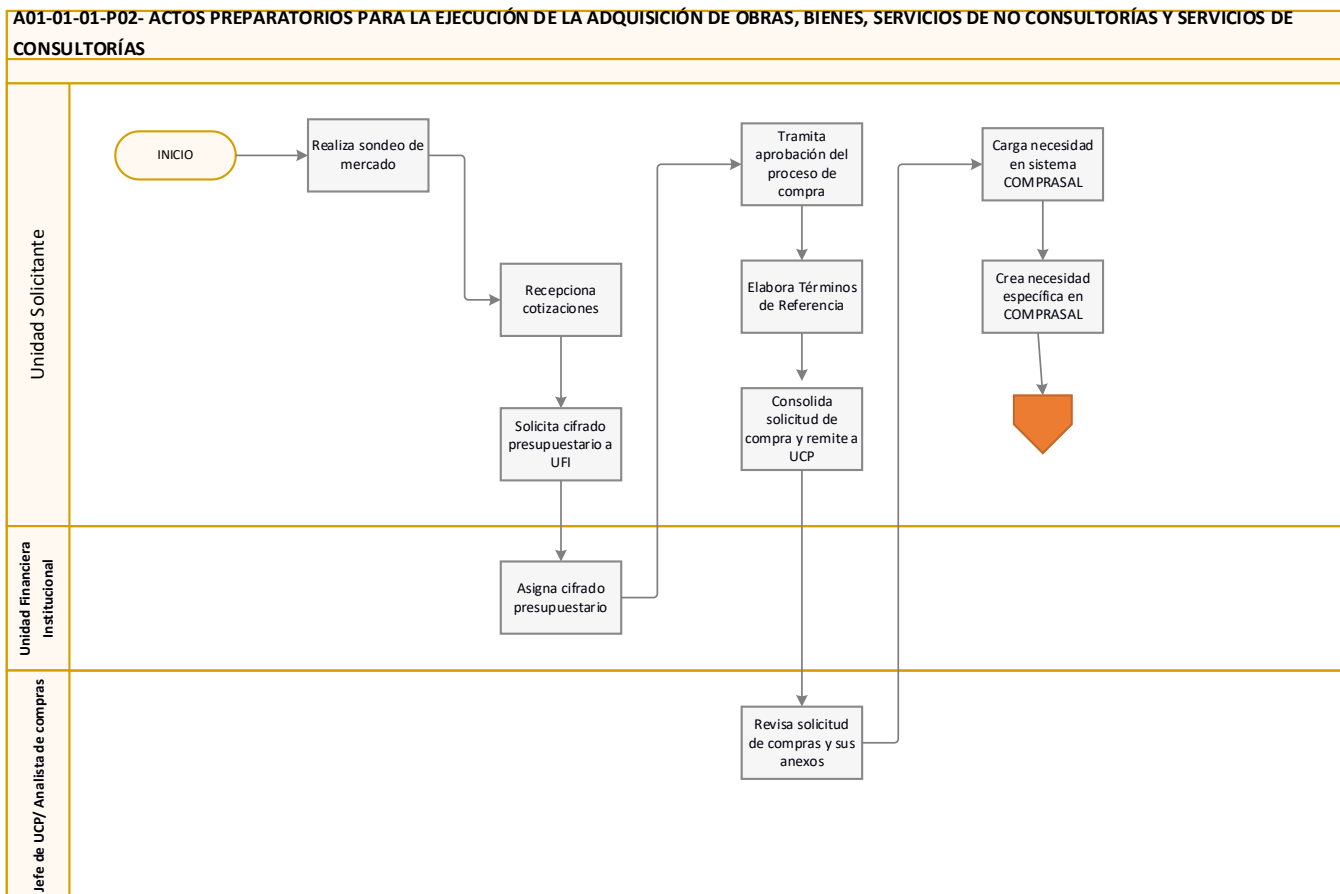 A01-01-01-P02- ACTOS PREPARATORIOS PARA LA EJECUCIÓN DE LA ADQUISICIÓN DE OBRAS, BIENES, SERVICIOS DE NO CONSULTORÍAS Y SERVICIOS DE
CONSULTORÍAS
Unidad Solicitante
INICIO
Realiza sondeo de
mercado
Recepciona
cotizaciones
Solicita cifrado
presupuestario a
UFI
Tramita
aprobación del
proceso de
compra
Elabora Términos
de Referencia
Consolida
solicitud de
compra y remite a
UCP
Carga necesidad
en sistema
COMPRASAL
Crea necesidad
específica en
COMPRASAL
Unidad Financiera
Institucional
Asigna cifrado
presupuestario
Jefe de UCP/ Analista de compras
Revisa solicitud
de compras y sus
anexos